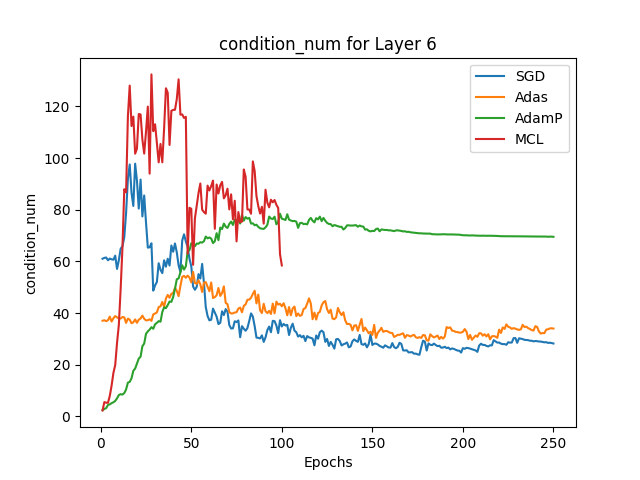 condition_num for Layer 6
SGD
Adas
AdamP
MCL
condition_num
120
100
80
60
40
20
0
0 50 100 150 200 250
Epochs